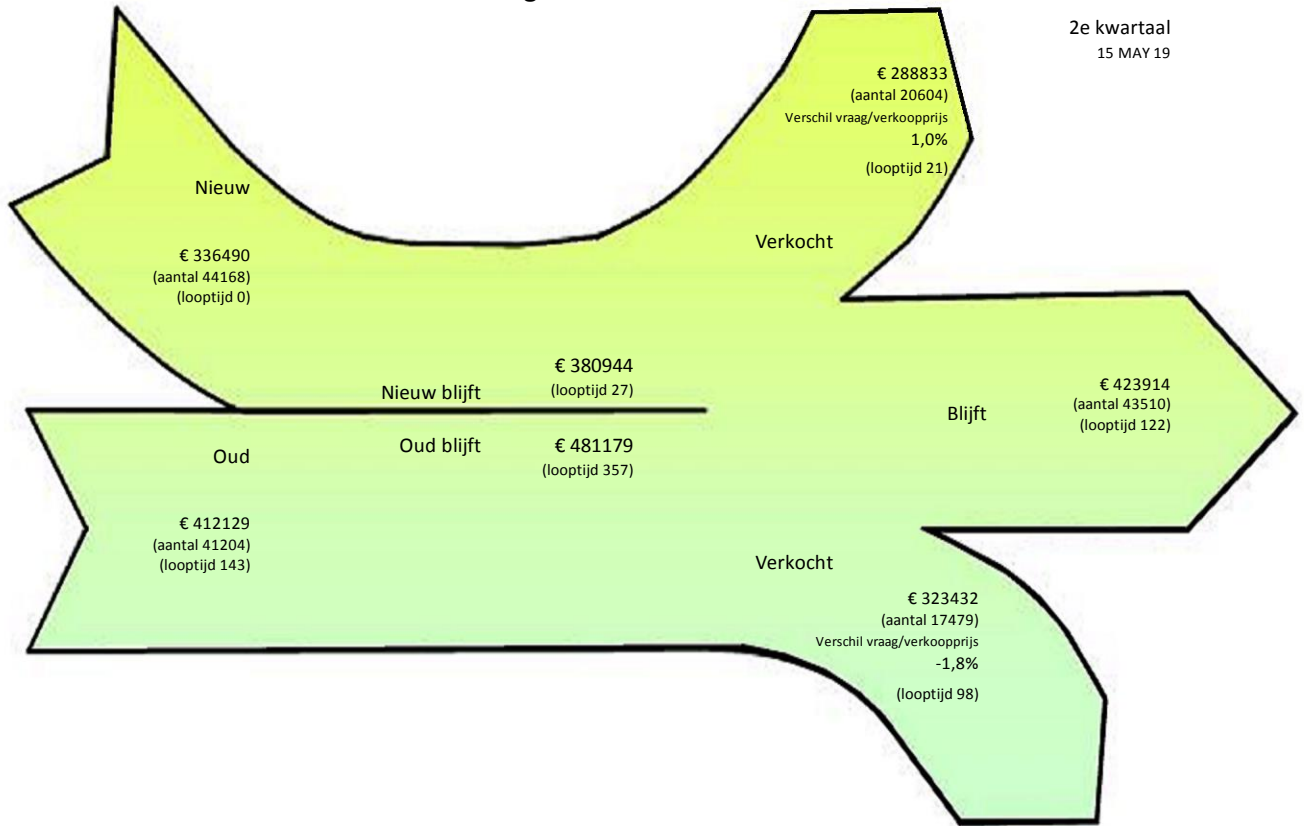 2e kwartaal
15 MAY 19
€ 288833
(aantal 20604)
Verschil vraag/verkoopprijs
1,0%
(looptijd 21)
Nieuw
Verkocht
€ 336490
(aantal 44168)
(looptijd 0)
€ 380944
Nieuw blijft
(looptijd 27)
€ 423914
(aantal 43510)
(looptijd 122)
Blijft
Oud
Oud blijft
€ 481179
(looptijd 357)
€ 412129
(aantal 41204)
(looptijd 143)
Verkocht
€ 323432
(aantal 17479)
Verschil vraag/verkoopprijs
-1,8%
(looptijd 98)